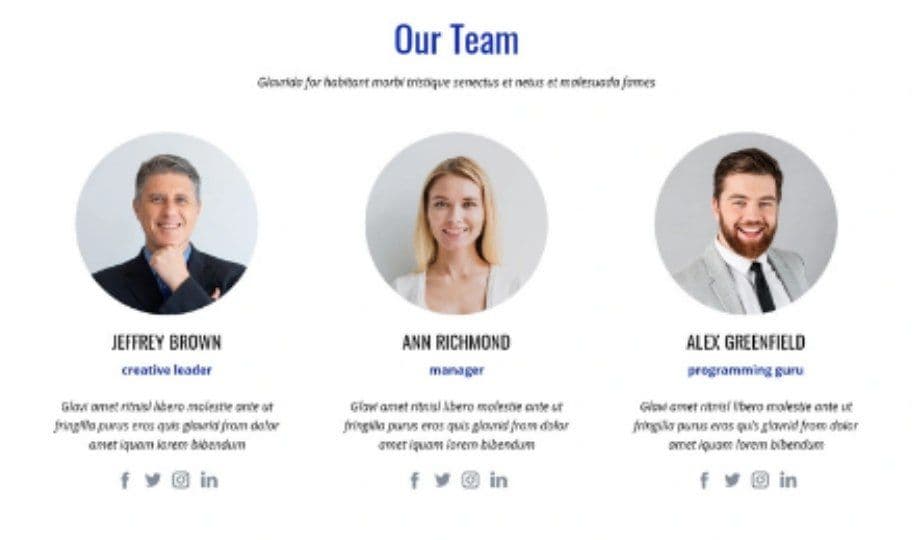 Our Team
Glavrida for habitant morbi tristique senectus et netus et malesuada fames
JEFFREY BROWN
ANN RICHMOND
ALEX GREENFIELD
creative leader
manager
programming guru
Glavi amet ritnisl libero molestie ante ut
fringilla purus eros quis glavrid from dolor
amet iquam lorem bibendum
Glavi amet ritnisl libero molestie ante ut
fringilla purus eros quis glavrid from dolor
amet iquam lorem bibendum
Glavi amet ritnisl libero molestie ante ut
fringilla purus eros quis glavrid from dolor
amet iquam lorem bibendum